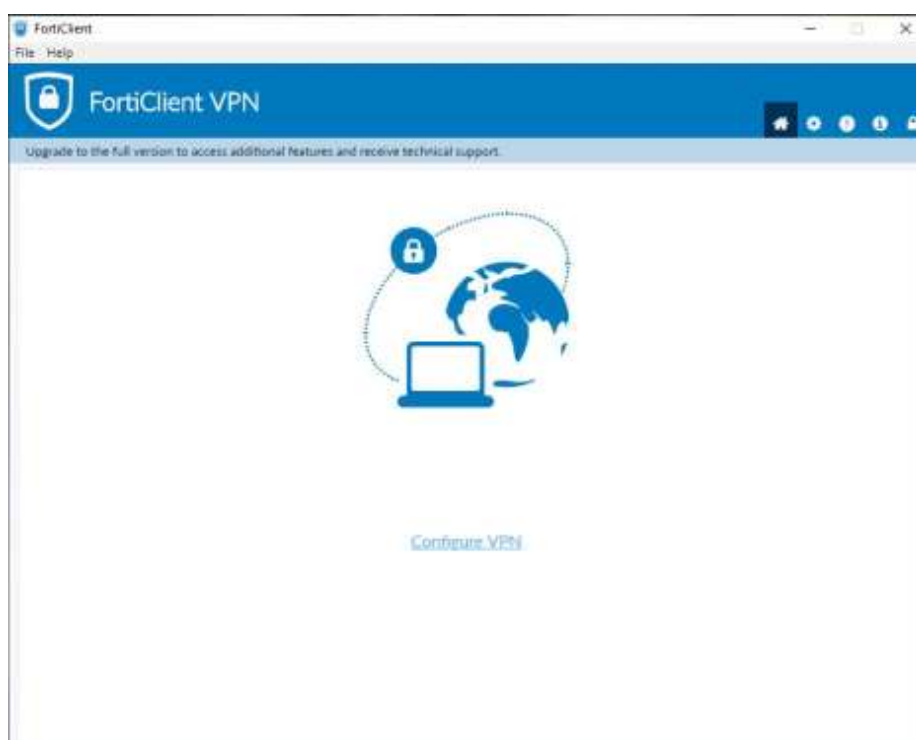 FortiClient
File Help
FortiClient VPN
Upgrade to the full version to access additional features and receive technical support.
Configure VPN